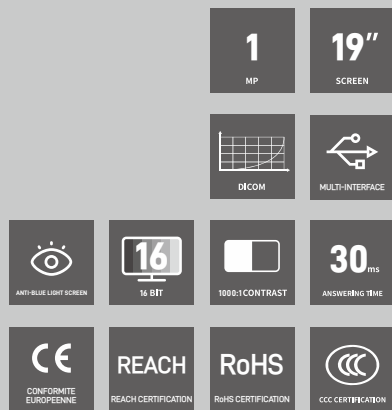 1
MP
19"
SCREEN
DICOM
MULTI-INTERFACE
ANTI-BLUE LIGHT SCREEN
16
16 BIT
1000:1CONTRAST
30ms
ANSWERING TIME
CE
CONFORMITE
EUROPEENNE
REACH
REACH CERTIFICATION
RoHS
RoHS CERTIFICATION
CCC
CCC CERTIFICATION